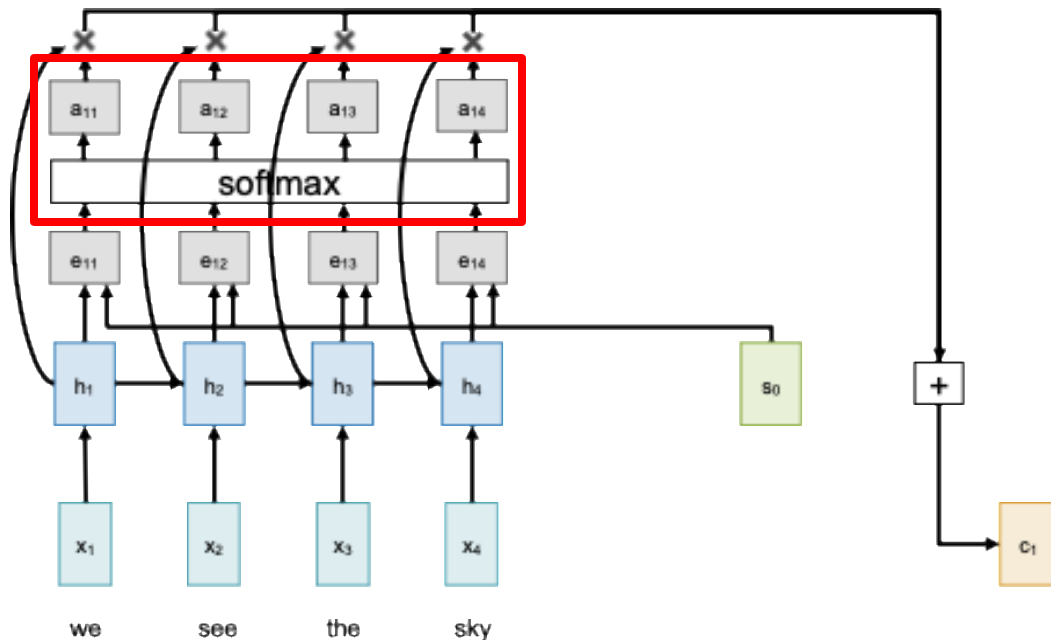 a₁₁ a₁₂ a₁₃ a₁₄
softmax
e₁₁ e₁₂ e₁₃ e₁₄
h₁ h₂ h₃ h₄ s₀ +
x₁ x₂ x₃ x₄ c₁
we see the sky